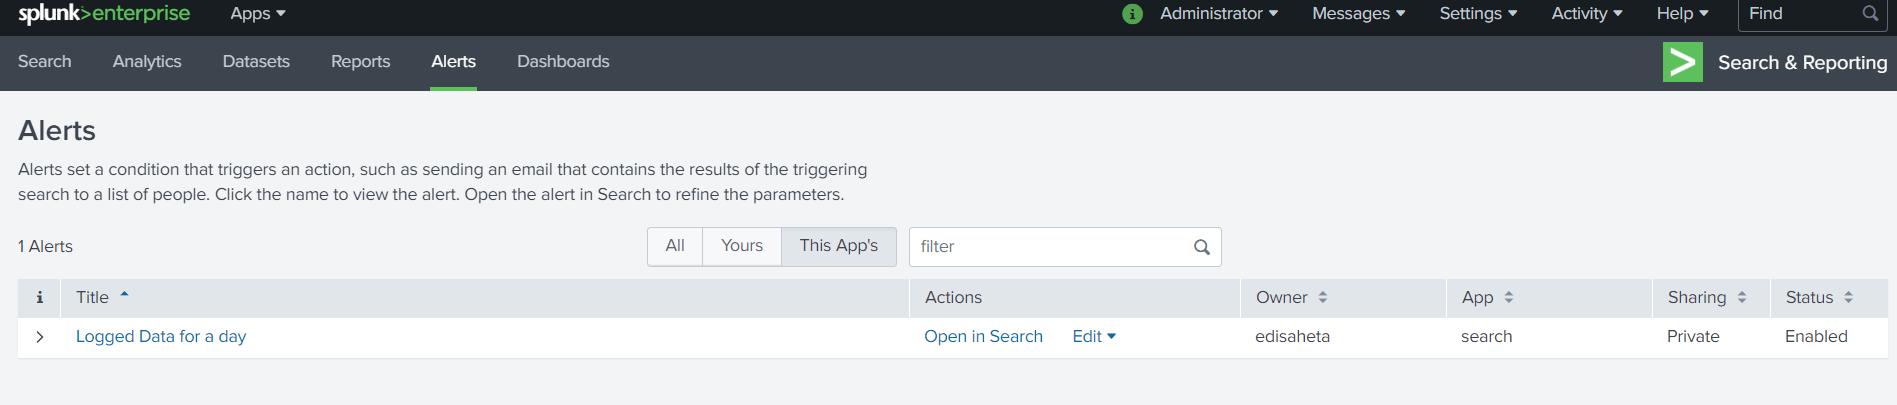 splunk>enterprise Apps Administrator Messages Settings Activity Help Find
Search Analytics Datasets Reports Alerts Dashboards Search & Reporting
Alerts
Alerts set a condition that triggers an action, such as sending an email that contains the results of the triggering
search to a list of people. Click the name to view the alert. Open the alert in Search to refine the parameters.
1 Alerts All Yours This App's filter
i Title Actions Owner App Sharing Status
Logged Data for a day Open in Search Edit edisaheta search Private Enabled